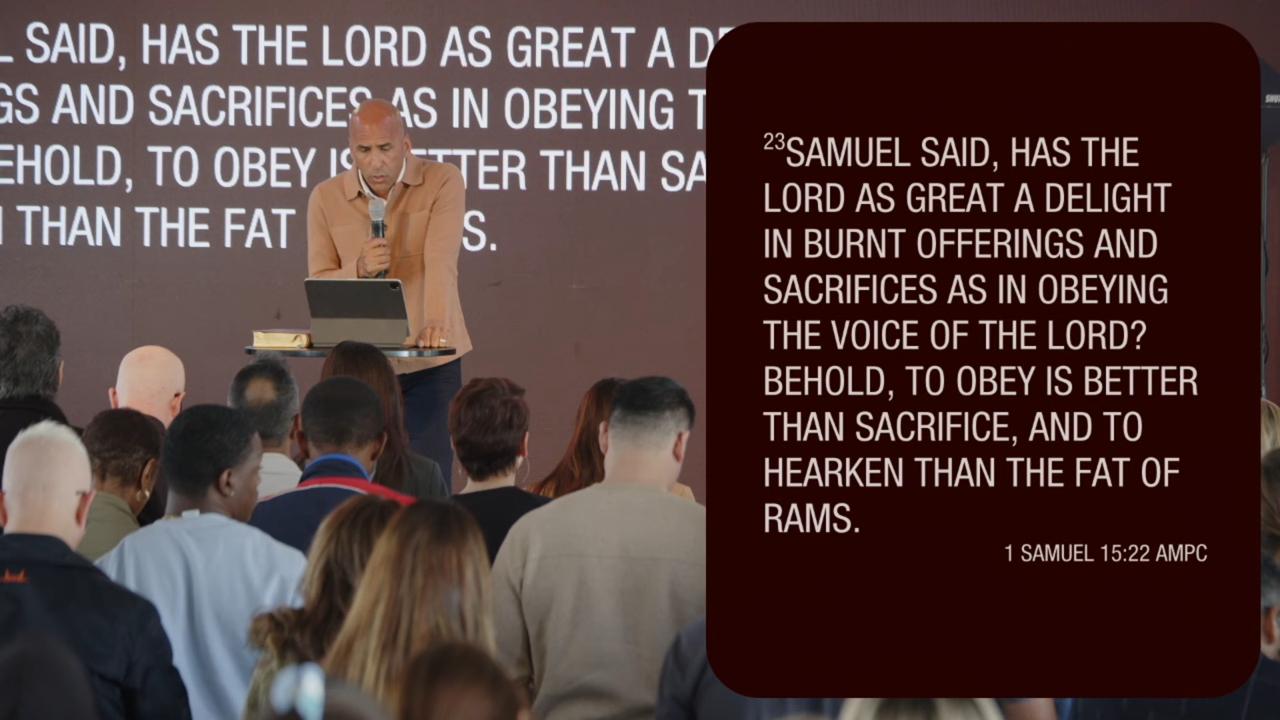 L SAID, HAS THE LORD AS GREAT A DE
GS AND SACRIFICES AS IN OBEYING T
EHOLD, TO OBEY IS BETTER THAN SA
THAN THE FAT S.
23SAMUEL SAID, HAS THE
LORD AS GREAT A DELIGHT
IN BURNT OFFERINGS AND
SACRIFICES AS IN OBEYING
THE VOICE OF THE LORD?
BEHOLD, TO OBEY IS BETTER
THAN SACRIFICE, AND TO
HEARKEN THAN THE FAT OF
RAMS.
1 SAMUEL 15:22 AMPC